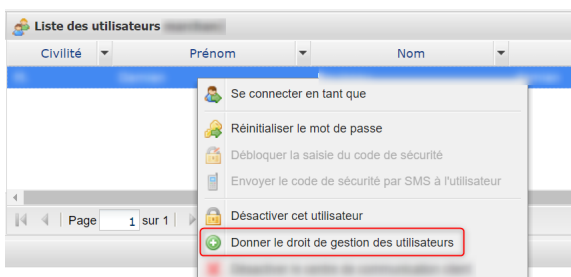 Liste des utilisateurs
Civilité Prénom Nom
Se connecter en tant que
Réinitialiser le mot de passe
Débloquer la saisie du code de sécurité
Envoyer le code de sécurité par SMS à l'utilisateur
Page 1 sur 1
Désactiver cet utilisateur
Donner le droit de gestion des utilisateurs